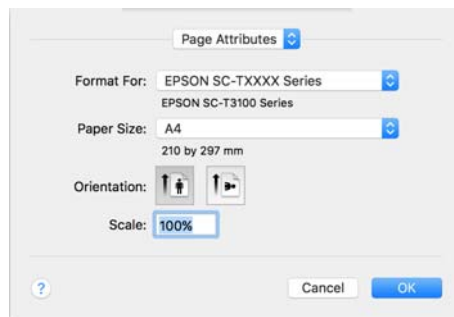 Page Attributes
Format For: EPSON SC-TXXXX Series
EPSON SC-T3100 Series
Paper Size: A4
210 by 297 mm
Orientation:
Scale: 100%
? Cancel OK